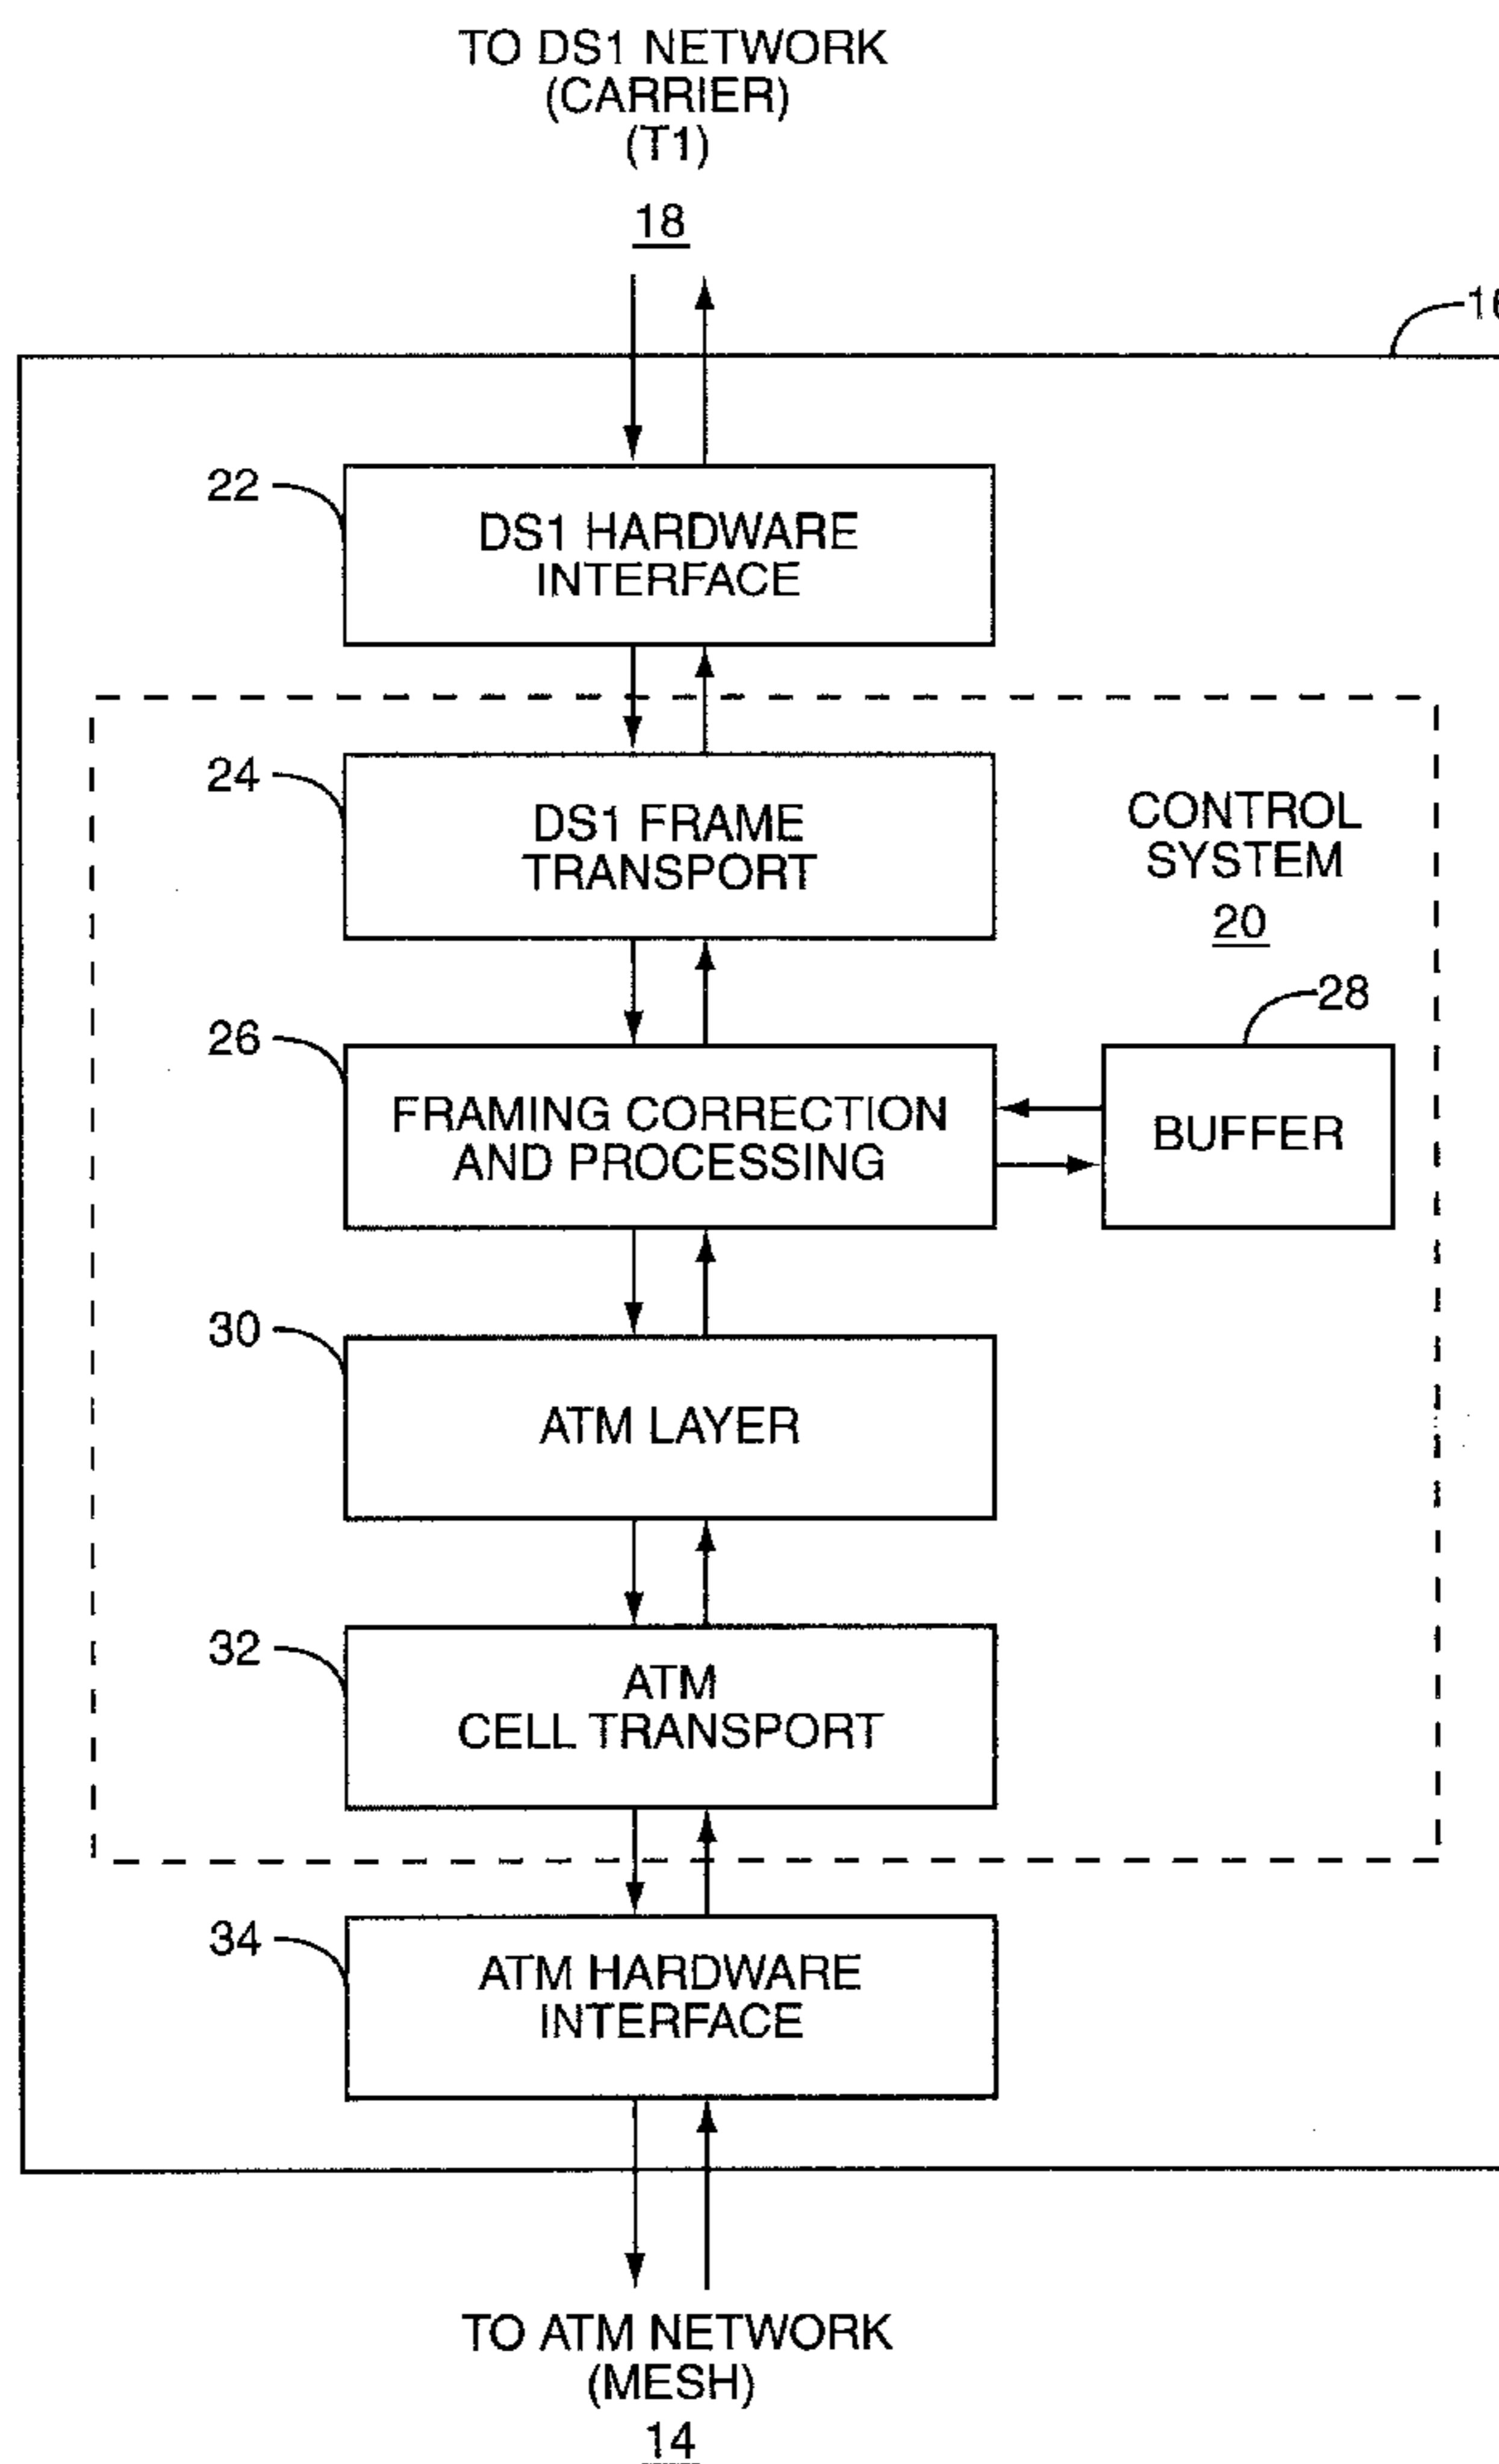 TO DS1 NETWORK
(CARRIER)
(T1)
18
22
DS1 HARDWARE
INTERFACE
24
DS1 FRAME
TRANSPORT
CONTROL
SYSTEM
20
28
26
FRAMING CORRECTION
AND PROCESSING
BUFFER
30
ATM LAYER
32
ATM
CELL TRANSPORT
34
ATM HARDWARE
INTERFACE
TO ATM NETWORK
(MESH)
14